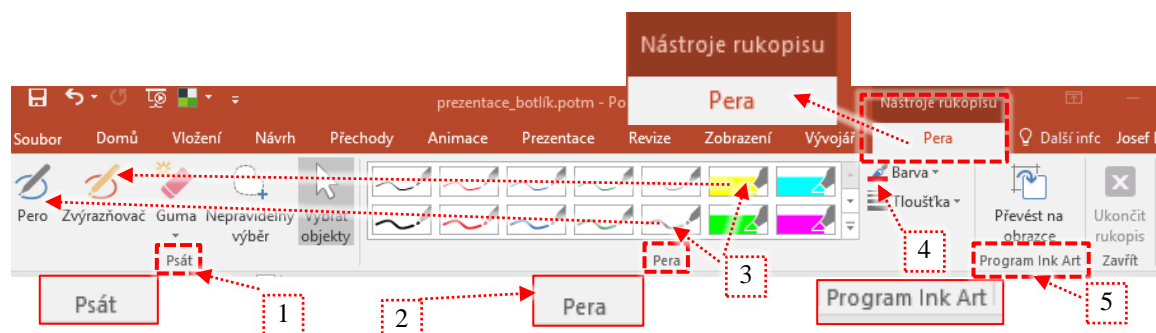 Nástroje rukopisu
Pera
prezentace_botlík.potm - Po
Nástroje rukopisu
Soubor Domů Vložení Návrh Přechody Animace Prezentace Revize Zobrazení Vývojář Pera Další infc Josef
Pero Zvýrazňovač Guma Nepravidelný výběr Vybrat objekty
Barva
Tloušťka
Převést na obrazce
Ukončit rukopis
Psát Pera Program Ink Art Zavřít
3
4
Psát
1
2
Pera
Program Ink Art
5